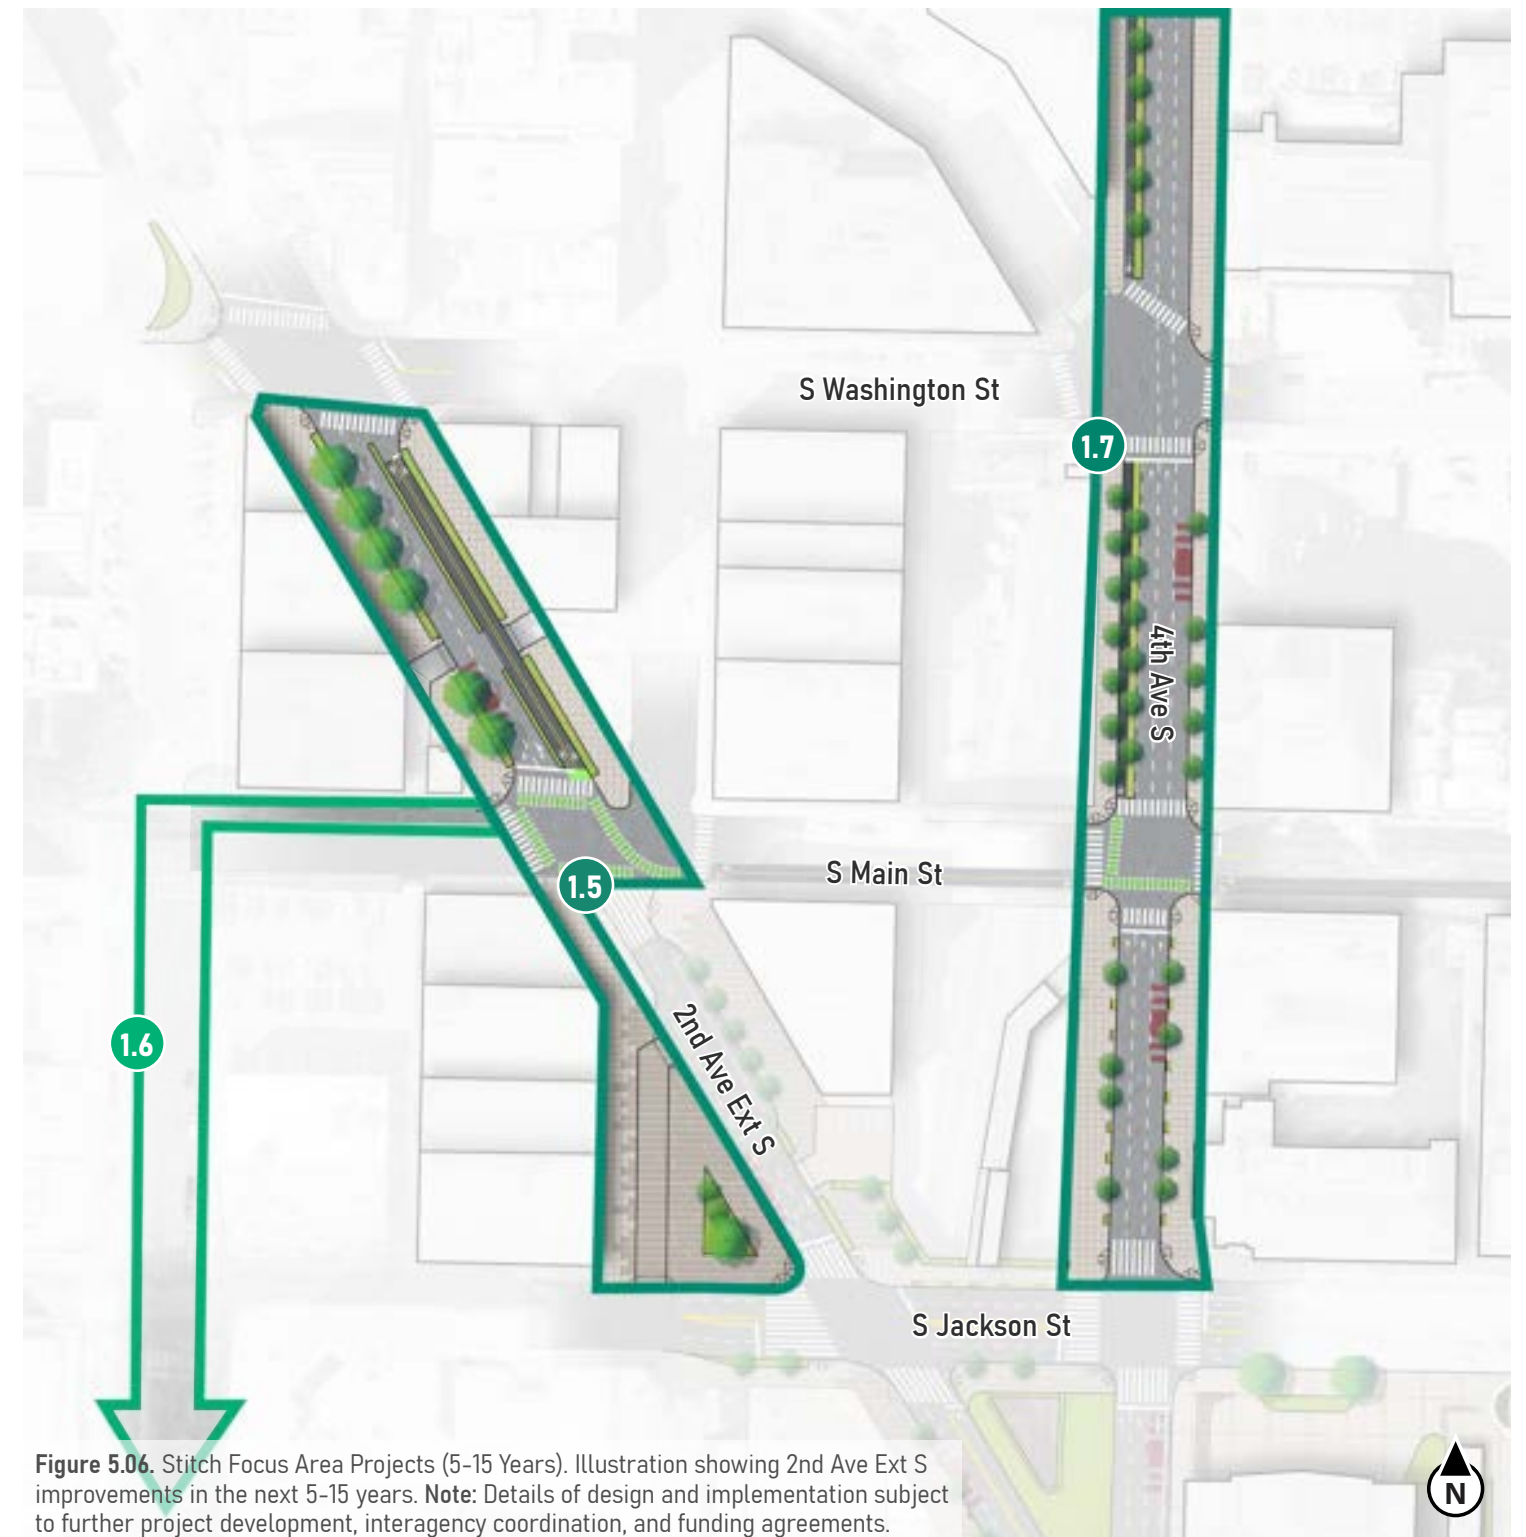 S Washington St
1.7
4th Ave S
S Main St
1.5
2nd Ave Ext S
1.6
S Jackson St
Figure 5.06. Stitch Focus Area Projects (5-15 Years). Illustration showing 2nd Ave Ext S
improvements in the next 5-15 years. Note: Details of design and implementation subject
to further project development, interagency coordination, and funding agreements.
N